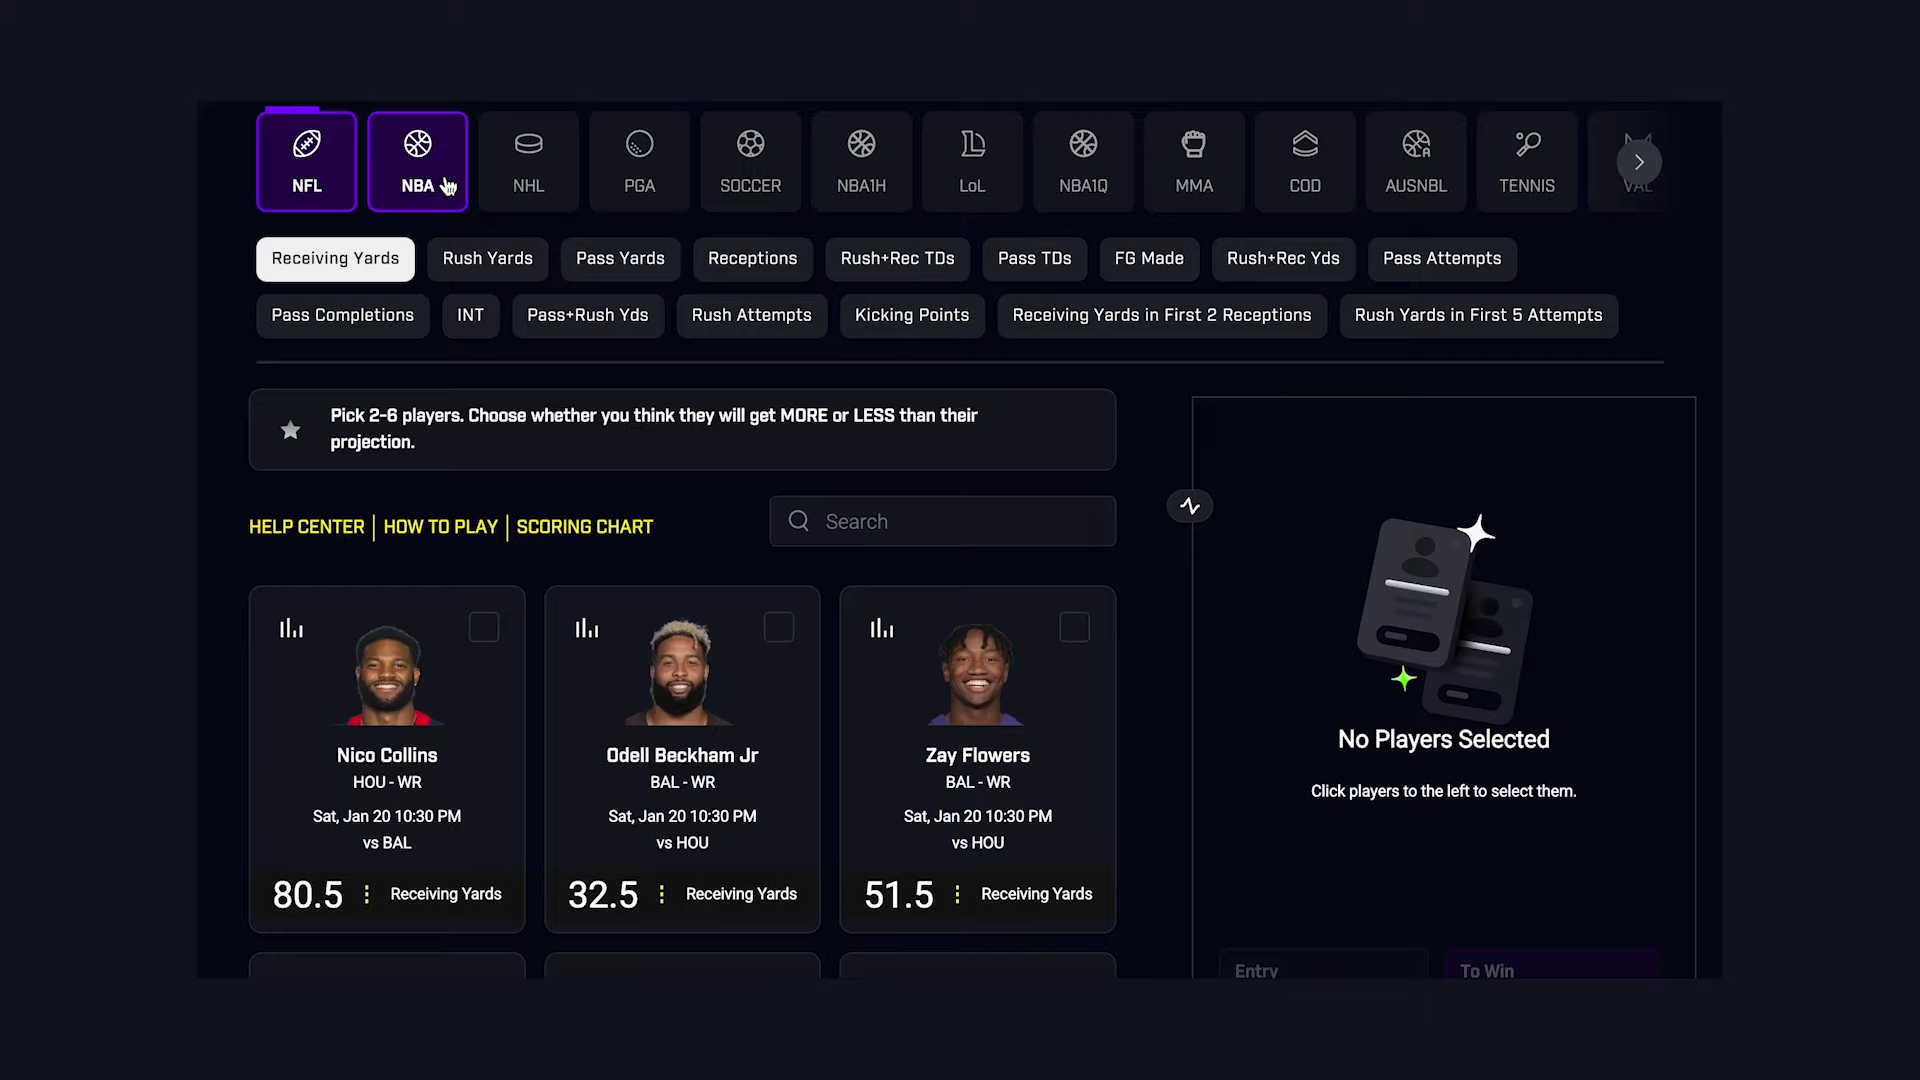 NFL
NBA
NHL
PGA
SOCCER
NBA1H
LoL
NBA1Q
MMA
COD
AUSNBL
TENNIS
VAL
Receiving Yards
Rush Yards
Pass Yards
Receptions
Rush+Rec TDs
Pass TDs
FG Made
Rush+Rec Yds
Pass Attempts
Pass Completions
INT
Pass+Rush Yds
Rush Attempts
Kicking Points
Receiving Yards in First 2 Receptions
Rush Yards in First 5 Attempts
Pick 2-6 players. Choose whether you think they will get MORE or LESS than their
projection.
HELP CENTER | HOW TO PLAY | SCORING CHART
Search
Nico Collins
HOU - WR
Sat, Jan 20 10:30 PM
vs BAL
80.5 Receiving Yards
Odell Beckham Jr
BAL - WR
Sat, Jan 20 10:30 PM
vs HOU
32.5 Receiving Yards
Zay Flowers
BAL - WR
Sat, Jan 20 10:30 PM
vs HOU
51.5 Receiving Yards
No Players Selected
Click players to the left to select them.
Entry
To Win